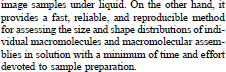 image samples under liquid. On the other hand, it
provides a fast, reliable, and reproducible method
for assessing the size and shape distributions of indi-
vidual macromolecules and macromolecular assem-
blies in solution with a minimum of time and effort
devoted to sample preparation.